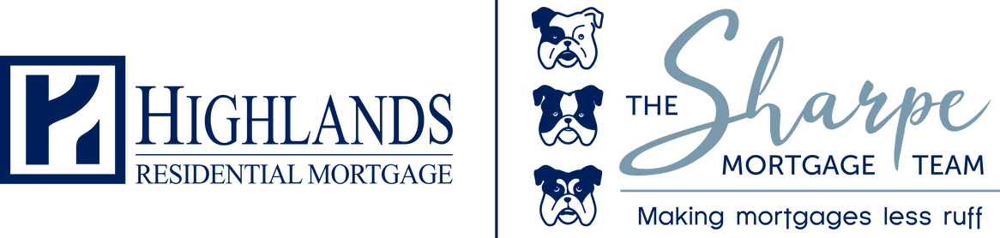 HIGHLANDS
RESIDENTIAL MORTGAGE
THE Sharpe
MORTGAGE TEAM
Making mortgages less ruff